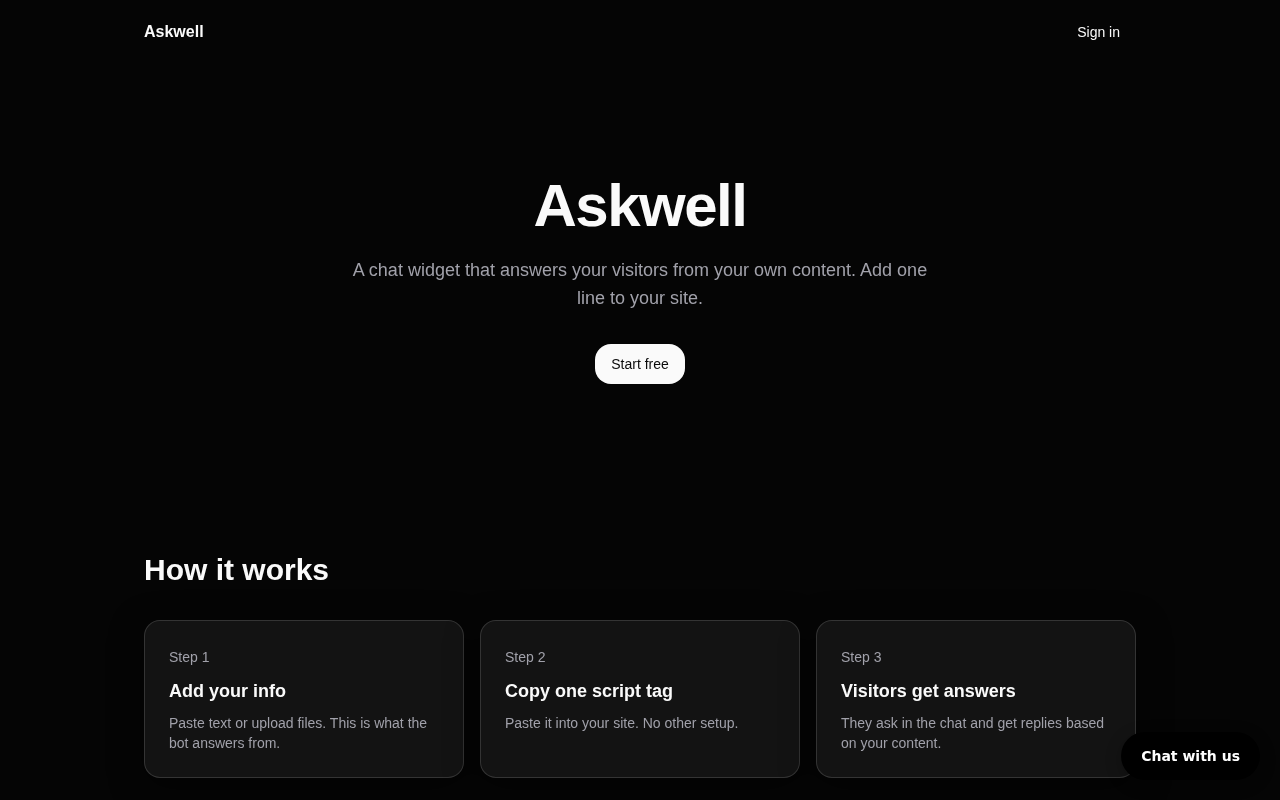 Askwell
Sign in
Askwell
A chat widget that answers your visitors from your own content. Add one
line to your site.
Start free
How it works
Step 1
Add your info
Paste text or upload files. This is what the
bot answers from.
Step 2
Copy one script tag
Paste it into your site. No other setup.
Step 3
Visitors get answers
They ask in the chat and get replies based
on your content.
Chat with us